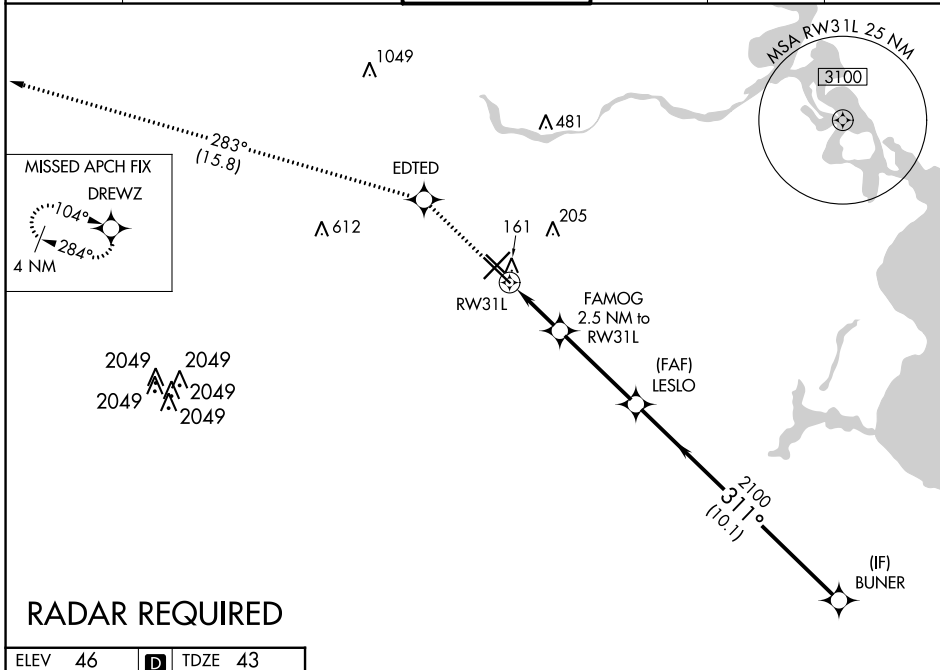 MSA RW31L 25 NM
3100
1049
481
283°
(15.8)
EDTED
MISSED APCH FIX
DREWZ
104°
284°
4 NM
612
161
205
RW31L
FAMOG
2.5 NM to
RW31L
(FAF)
LESLO
2049
2049
2049
2049
2049
2100
311°
(10.1)
(IF)
BUNER
RADAR REQUIRED
ELEV 46 D TDZE 43